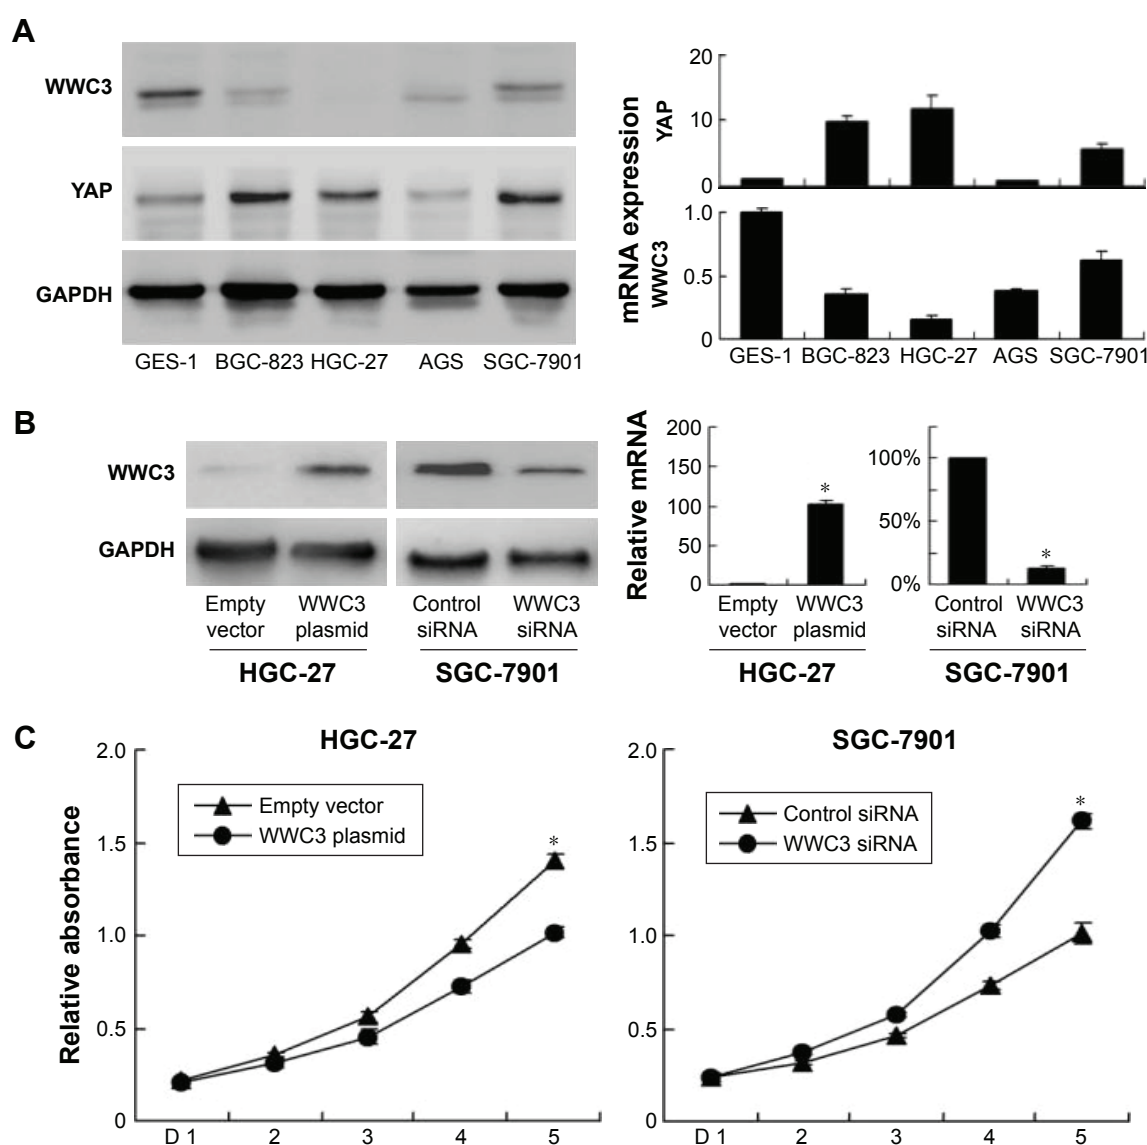 A
WWC3
YAP
GAPDH
GES-1 BGC-823 HGC-27 AGS SGC-7901
mRNA expression
YAP
20
10
0
WWC3
1.0
0.5
0
GES-1 BGC-823 HGC-27 AGS SGC-7901
B
WWC3
GAPDH
Empty vector
WWC3 plasmid
Control siRNA
WWC3 siRNA
HGC-27
SGC-7901
Relative mRNA
200
150
100
50
0
*
Empty vector
WWC3 plasmid
HGC-27
100%
50%
0%
*
Control siRNA
WWC3 siRNA
SGC-7901
C
HGC-27
Relative absorbance
2.0
1.5
1.0
0.5
0
Empty vector
WWC3 plasmid
*
D 1 2 3 4 5
SGC-7901
2.0
1.5
1.0
0.5
0
Control siRNA
WWC3 siRNA
*
D 1 2 3 4 5